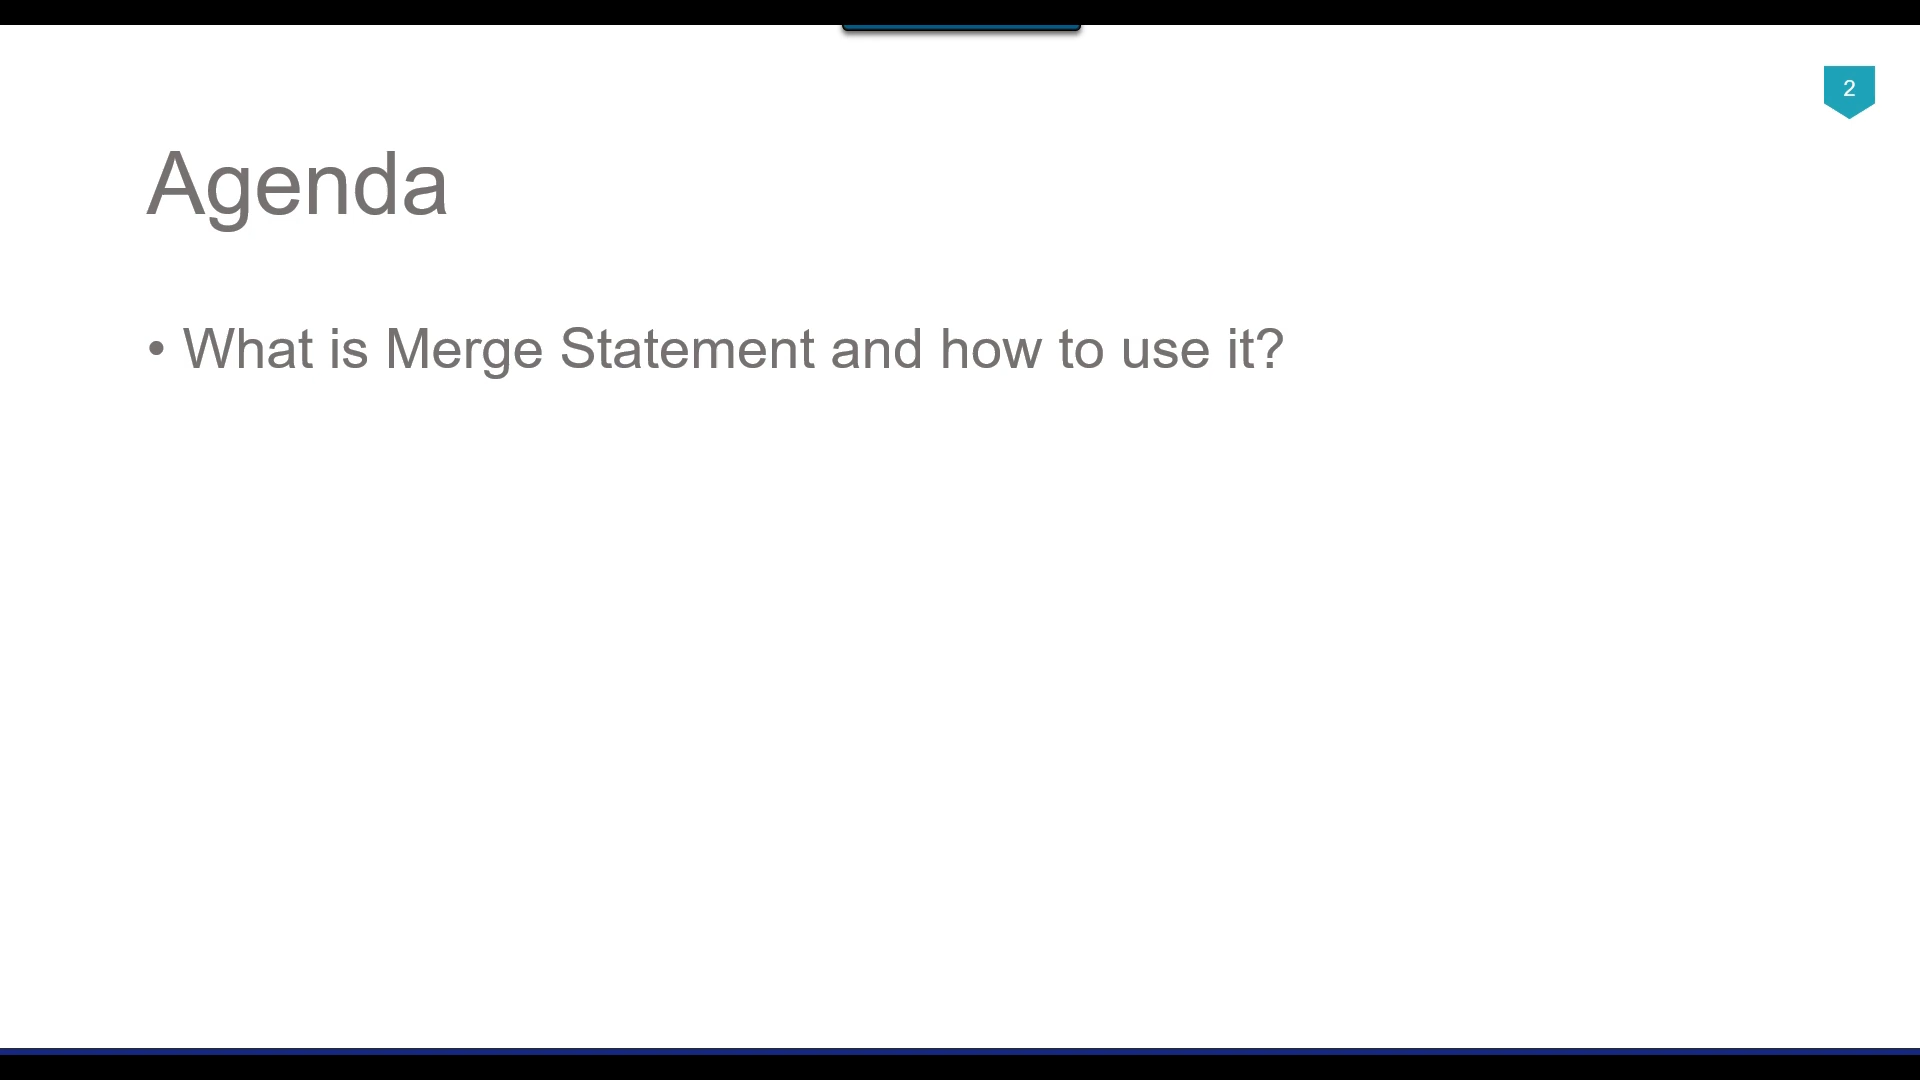 2
Agenda
• What is Merge Statement and how to use it?